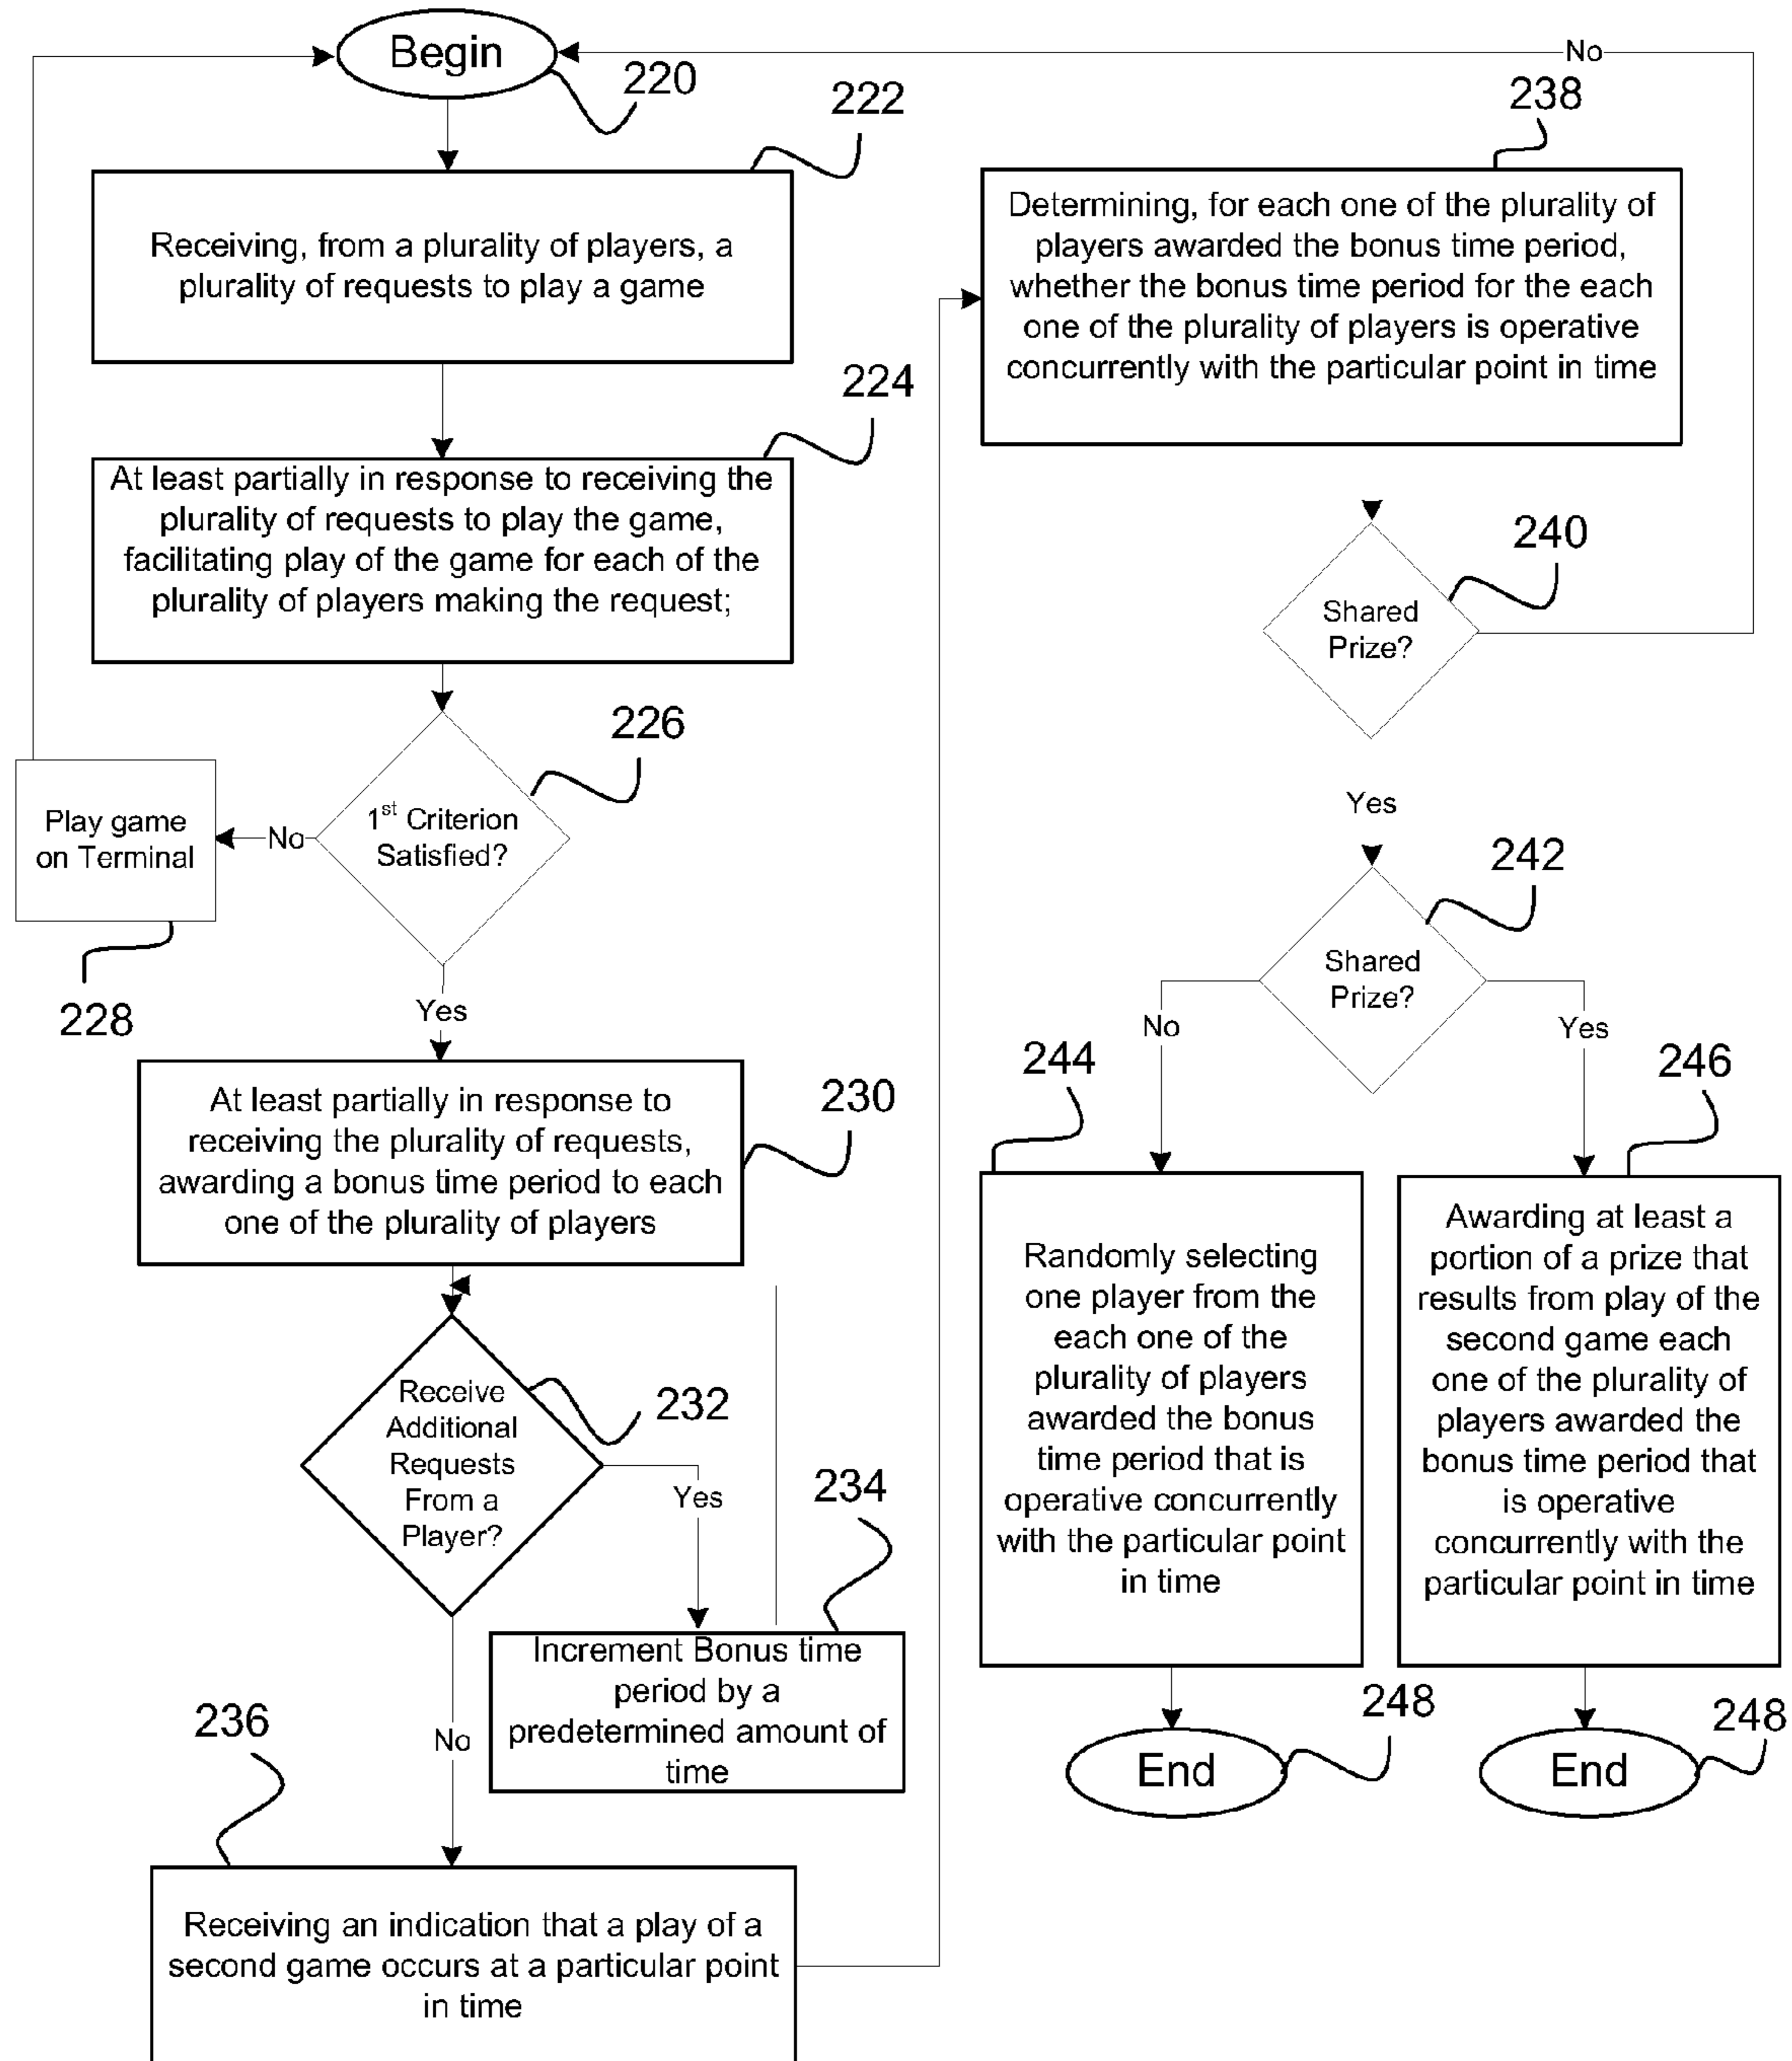 Begin
220
222
Receiving, from a plurality of players, a
plurality of requests to play a game
224
At least partially in response to receiving the
plurality of requests to play the game,
facilitating play of the game for each of the
plurality of players making the request;
226
1st Criterion
Satisfied?
No
Play game
on Terminal
228
Yes
At least partially in response to
receiving the plurality of requests,
awarding a bonus time period to each
one of the plurality of players
230
Receive
Additional
Requests
From a
Player?
232
Yes
234
Increment Bonus time
period by a
predetermined amount of
time
No
236
Receiving an indication that a play of a
second game occurs at a particular point
in time
No
238
Determining, for each one of the plurality of
players awarded the bonus time period,
whether the bonus time period for the each
one of the plurality of players is operative
concurrently with the particular point in time
240
Shared
Prize?
Yes
242
Shared
Prize?
No
Yes
244
Randomly selecting
one player from the
each one of the
plurality of players
awarded the bonus
time period that is
operative concurrently
with the particular point
in time
246
Awarding at least a
portion of a prize that
results from play of the
second game each
one of the plurality of
players awarded the
bonus time period that
is operative
concurrently with the
particular point in time
248
End
248
End